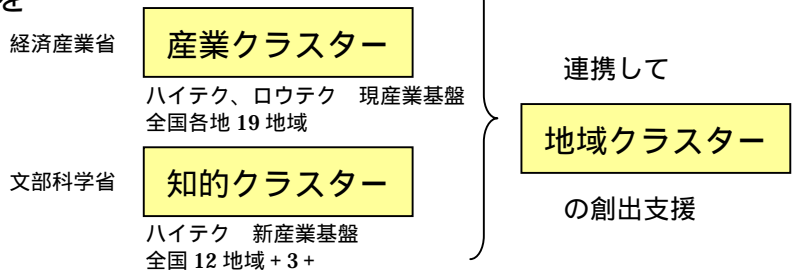 を
経済産業省
産業クラスター
ハイテク、ロウテク　現産業基盤
全国各地 19 地域
文部科学省
知的クラスター
ハイテク　新産業基盤
全国 12 地域 + 3 +
連携して
地域クラスター
の創出支援